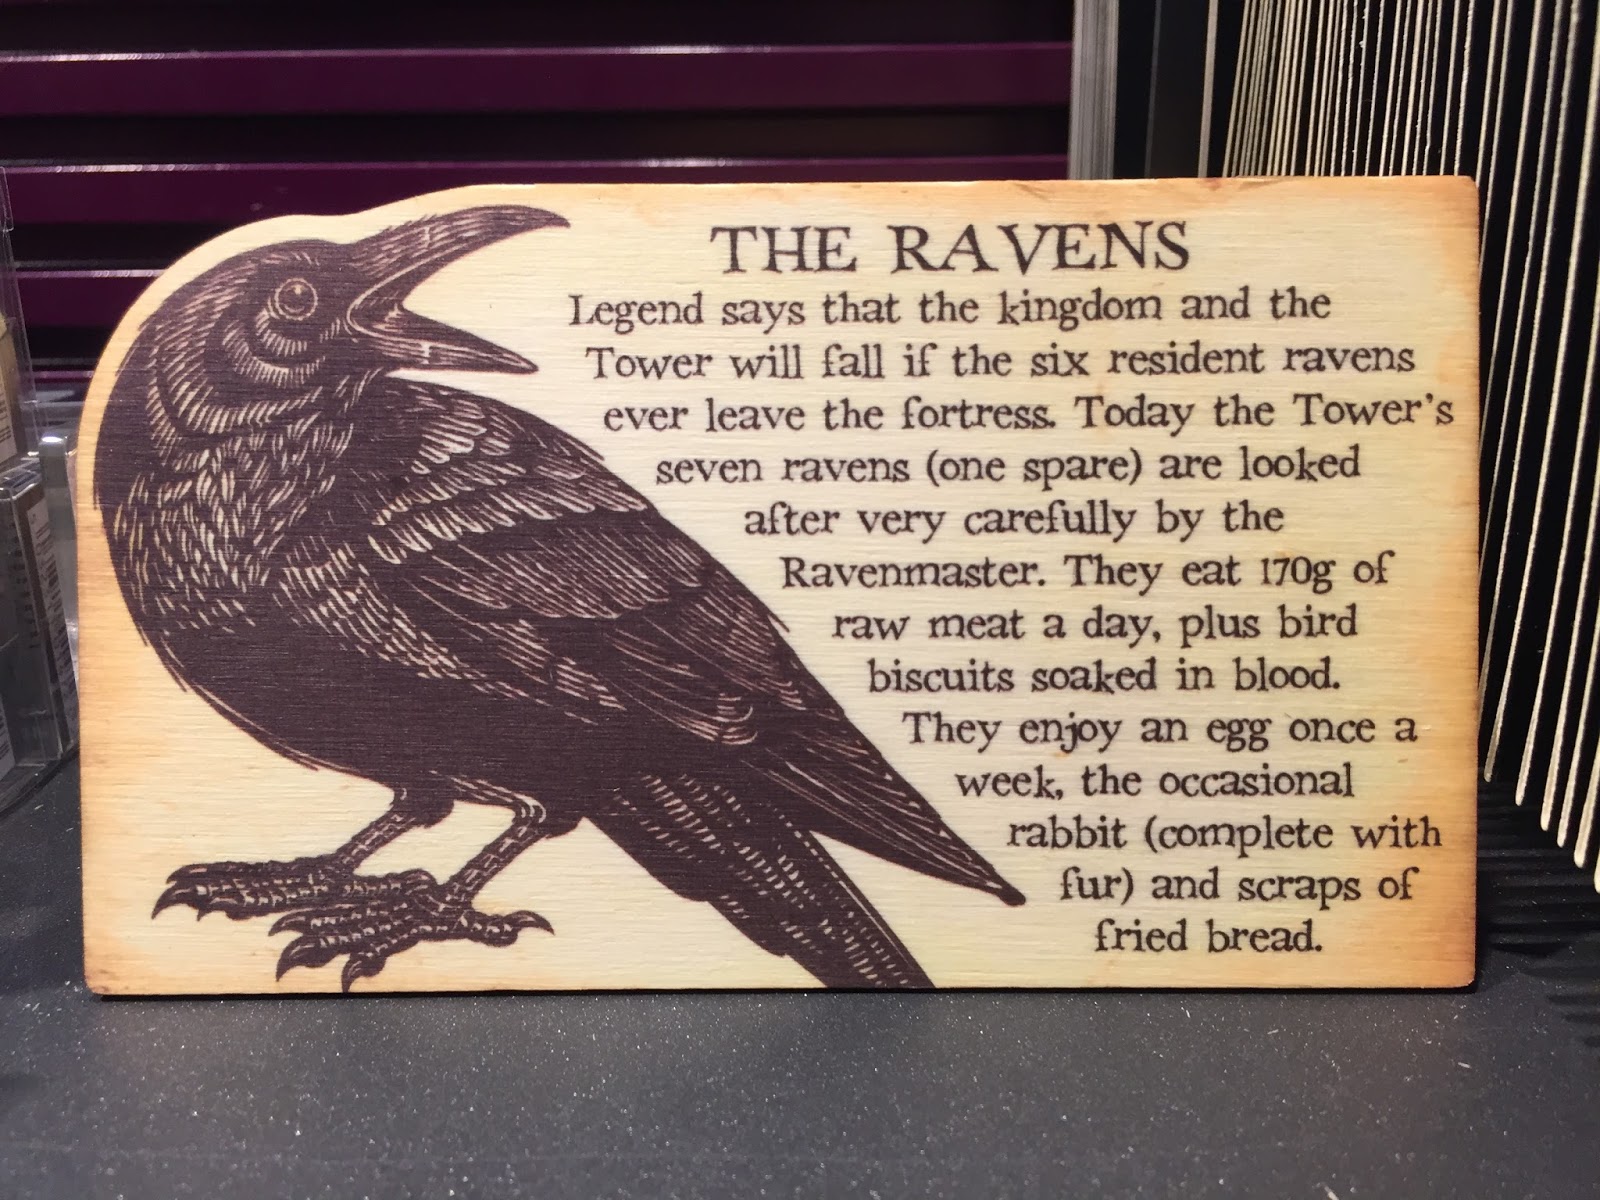 THE RAVENS
Legend says that the kingdom and the
Tower will fall if the six resident ravens
ever leave the fortress. Today the Tower's
seven ravens (one spare) are looked
after very carefully by the
Ravenmaster. They eat 170g of
raw meat a day, plus bird
biscuits soaked in blood.
They enjoy an egg once a
week, the occasional
rabbit (complete with
fur) and scraps of
fried bread.